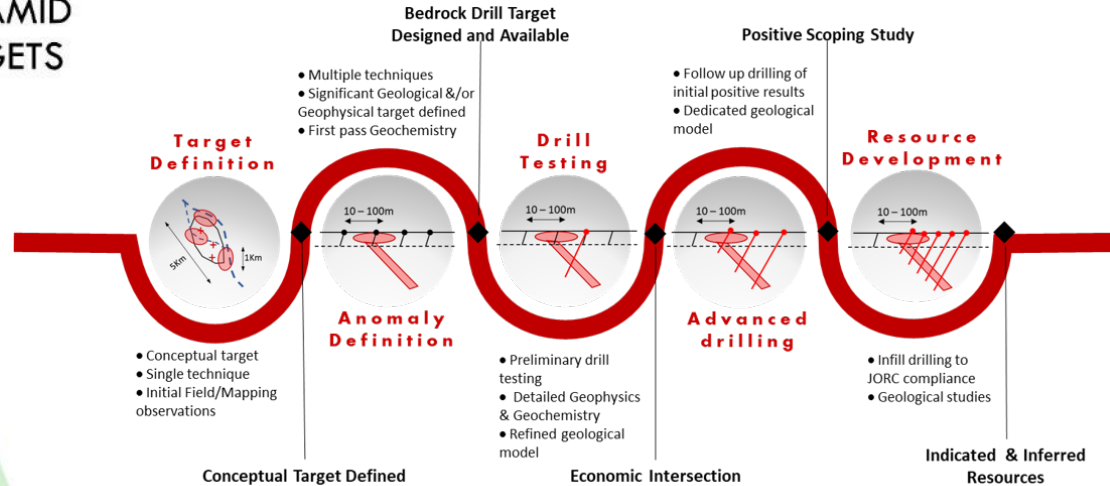 Bedrock Drill Target
Designed and Available
Positive Scoping Study
● Multiple techniques
● Significant Geological &/or
Geophysical target defined
● First pass Geochemistry
● Follow up drilling of
initial positive results
● Dedicated geological
model
Target
Definition
Drill
Testing
Resource
Development
5Km
1Km
10 – 100m
10 – 100m
10 – 100m
10 – 100m
Anomaly
Definition
Advanced
drilling
● Conceptual target
● Single technique
● Initial Field/Mapping
observations
● Preliminary drill
testing
● Detailed Geophysics
& Geochemistry
● Refined geological
model
● Infill drilling to
JORC compliance
● Geological studies
Conceptual Target Defined
Economic Intersection
Indicated & Inferred
Resources